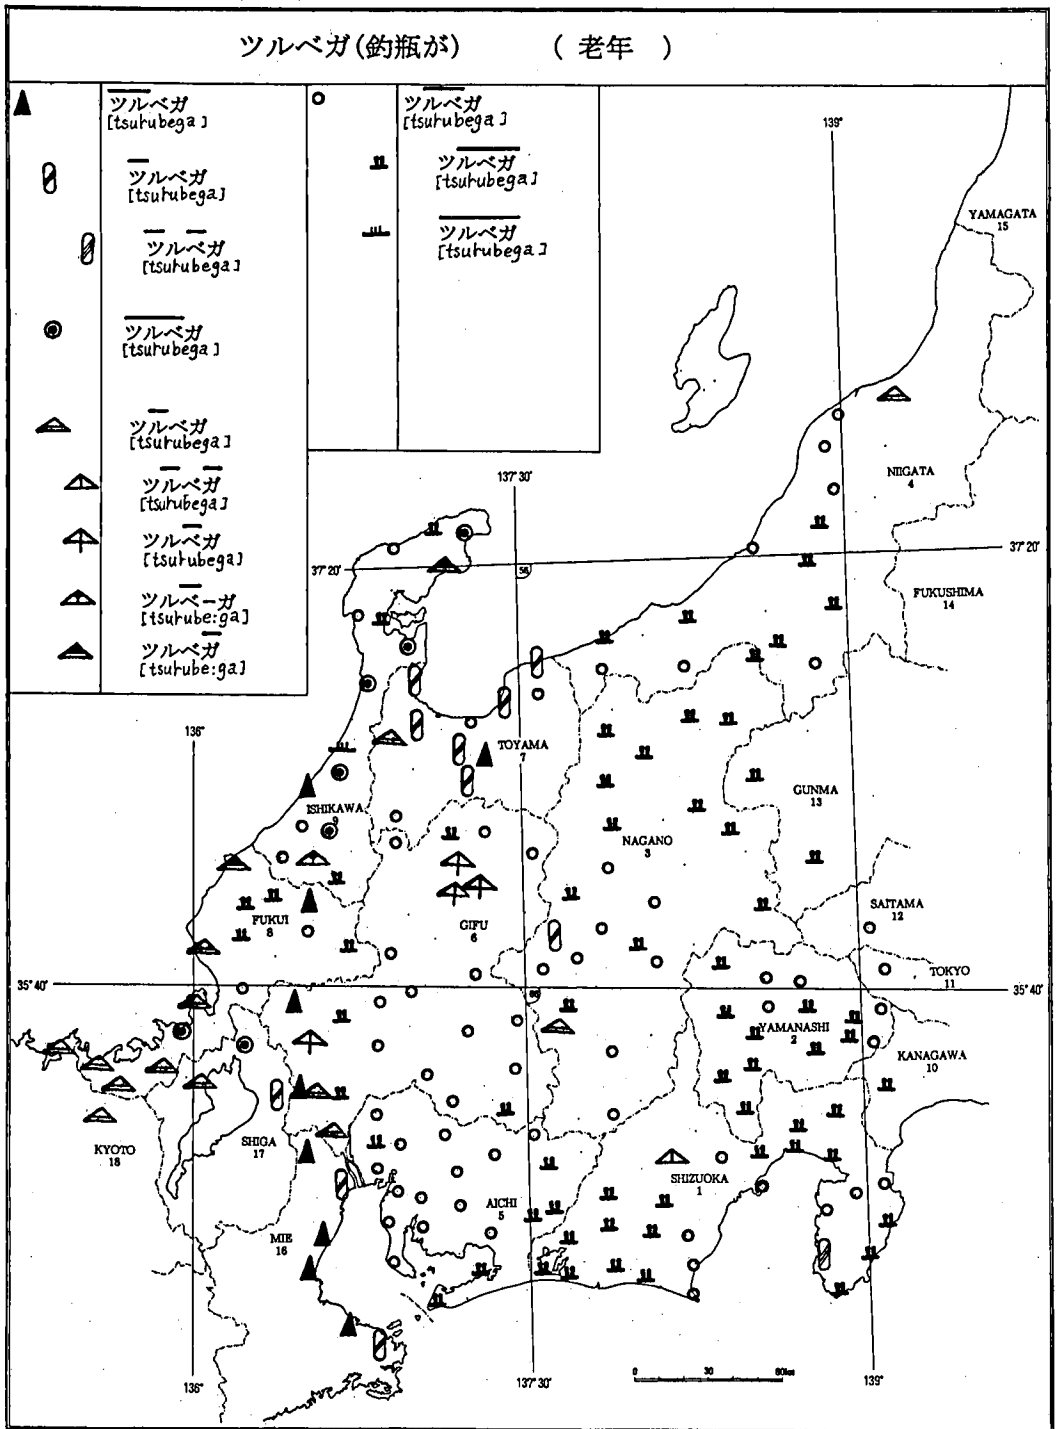 ツルベガ(釣瓶が) ( 老年 )
ツルベガ
[tsurubega]
ツルベガ
[tsurubega]
ツルベガ
[tsurubega]
ツルベガ
[tsurubega]
ツルベガ
[tsurubega]
ツルベガ
[tsurubega]
ツルベガ
[tsurubega]
ツルベーガ
[tsurube:ga]
ツルベガ
[tsurube:ga]
ツルベガ
[tsurubega]
ツルベガ
[tsurubega]
ツルベガ
[tsurubega]
139°
YAMAGATA
15
NIIGATA
4
137°30'
37°20'
37°20'
FUKUSHIMA
14
136°
TOYAMA
7
ISHIKAWA
9
GUNMA
13
NAGANO
3
SAITAMA
12
FUKUI
8
GIFU
6
TOKYO
11
35°40'
35°40'
YAMANASHI
2
KANAGAWA
10
SHIGA
17
KYOTO
18
SHIZUOKA
1
AICHI
5
MIE
16
0 30 60km
136°
137°30'
139°